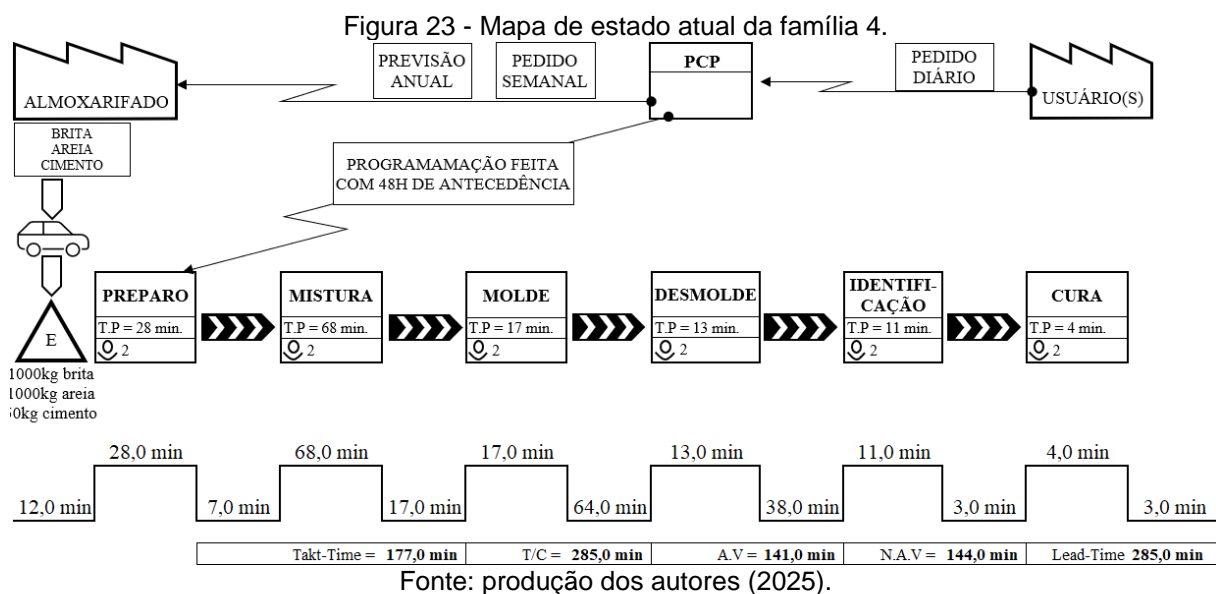 Figura 23 - Mapa de estado atual da família 4.
PREVISÃO
ANUAL
PEDIDO
SEMANAL
PCP
PEDIDO
DIÁRIO
ALMOXARIFADO
USUÁRIO(S)
BRITA
AREIA
CIMENTO
PROGRAMAMAÇÃO FEITA
COM 48H DE ANTECEDÊNCIA
E
1000kg brita
1000kg areia
50kg cimento
PREPARO
T.P = 28 min.
2
MISTURA
T.P = 68 min.
2
MOLDE
T.P = 17 min.
2
DESMOLDE
T.P = 13 min.
2
IDENTIFI-
CAÇÃO
T.P = 11 min.
2
CURA
T.P = 4 min.
2
28,0 min 68,0 min 17,0 min 13,0 min 11,0 min 4,0 min
12,0 min 7,0 min 17,0 min 64,0 min 38,0 min 3,0 min 3,0 min
Takt-Time = 177,0 min T/C = 285,0 min A.V = 141,0 min N.A.V = 144,0 min Lead-Time 285,0 min
Fonte: produção dos autores (2025).